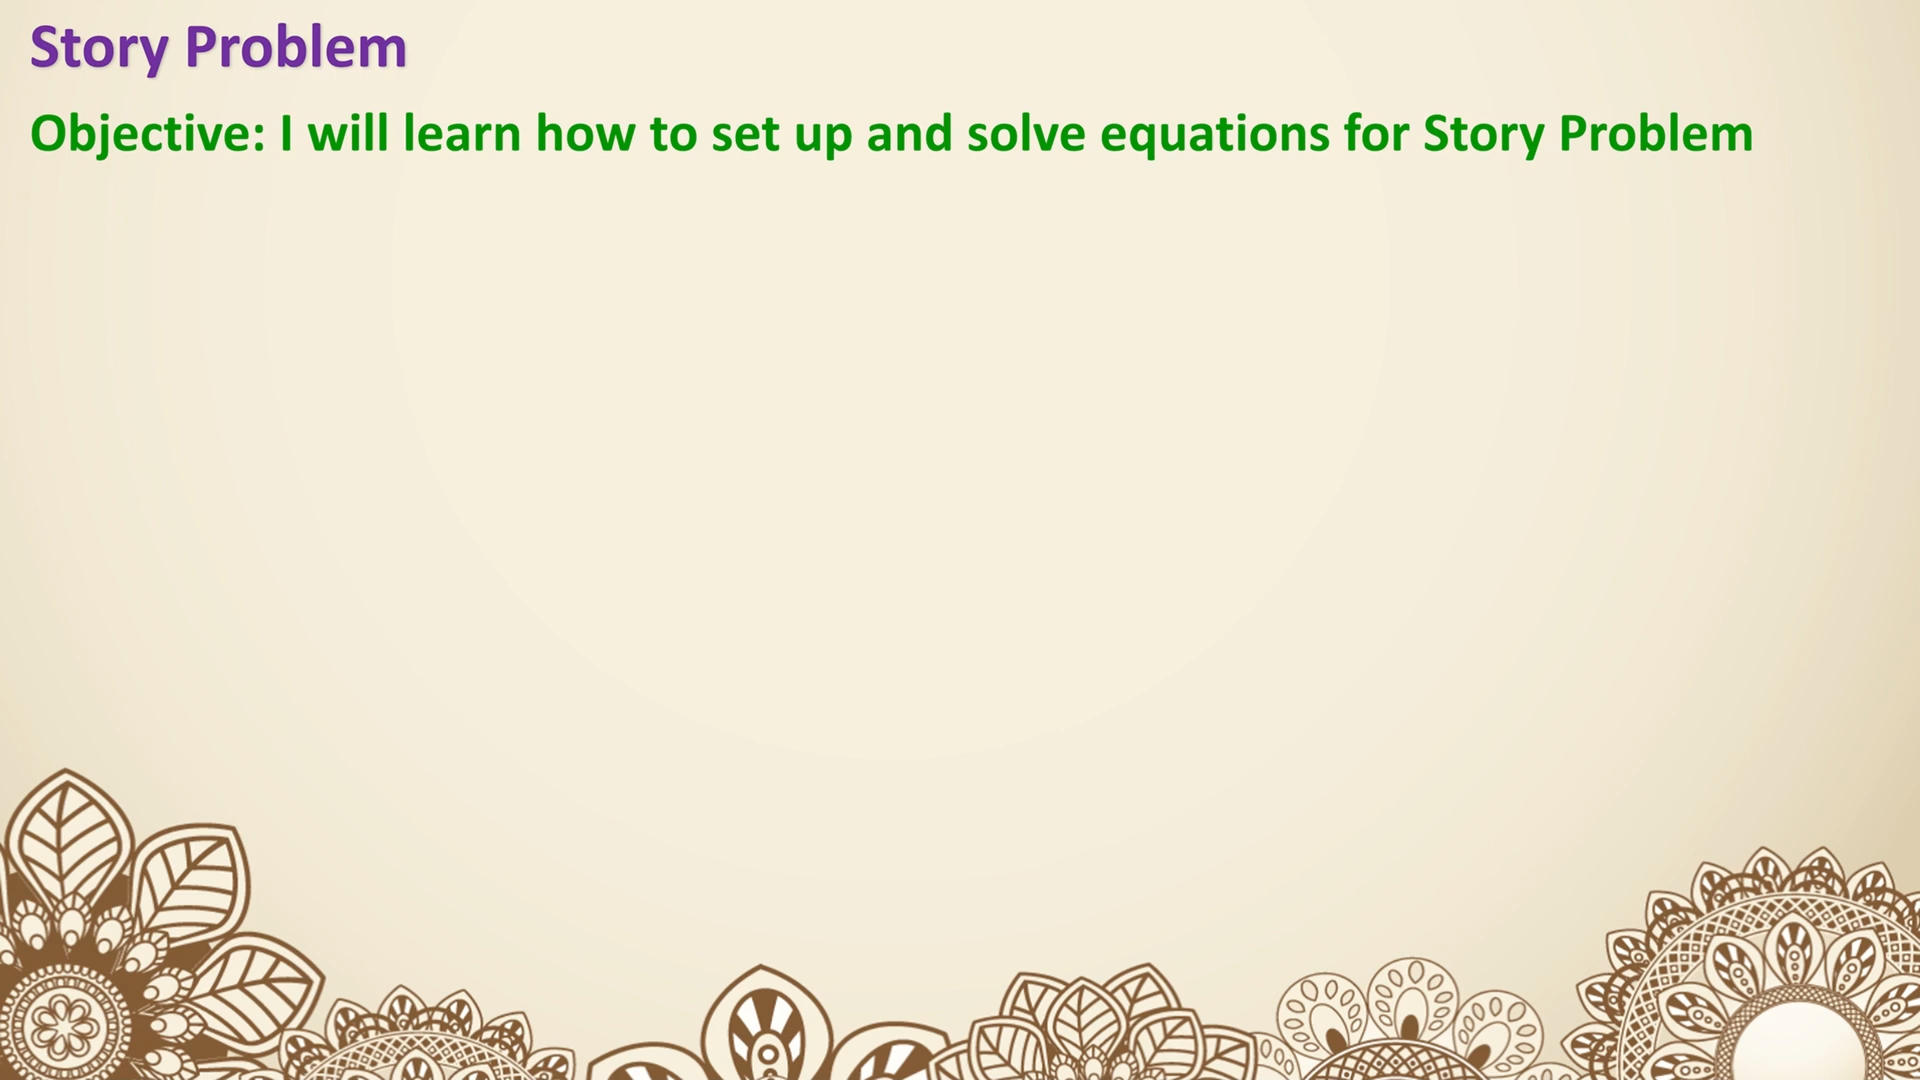 Story Problem
Objective: I will learn how to set up and solve equations for Story Problem